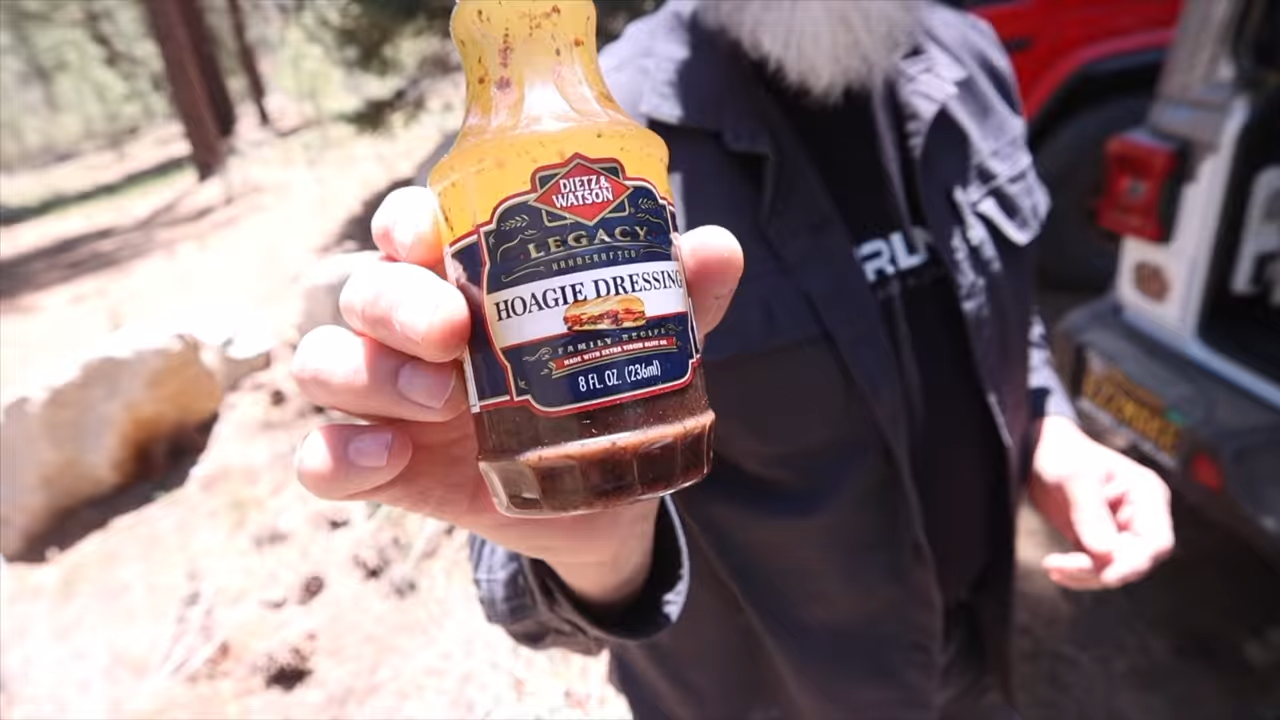 DIETZ&
WATSON
LEGACY
HANDCRAFTED
HOAGIE DRESSING
FAMILY RECIPE
MADE WITH EXTRA VIRGIN OLIVE OIL
8 FL. OZ. (236ml)